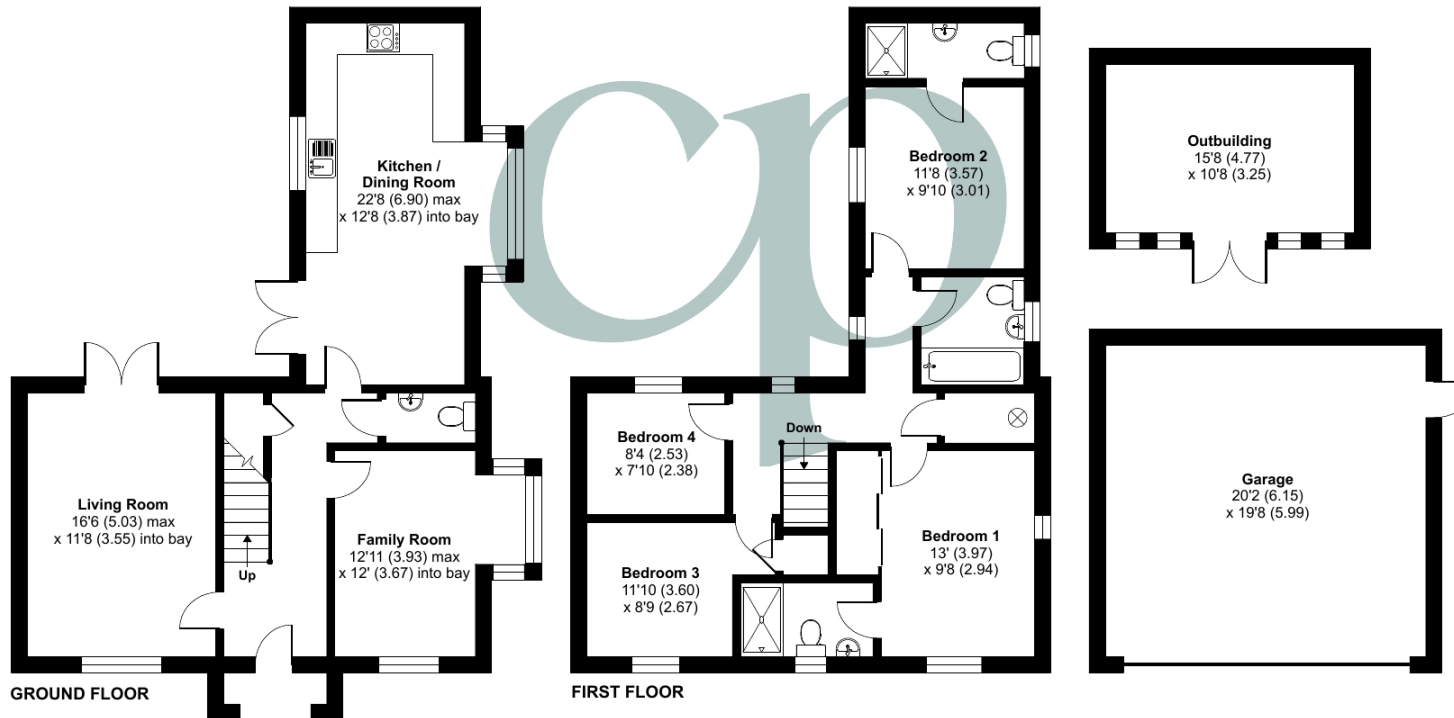 cp
Kitchen /
Dining Room
22'8 (6.90) max
x 12'8 (3.87) into bay
Living Room
16'6 (5.03) max
x 11'8 (3.55) into bay
Up
Family Room
12'11 (3.93) max
x 12' (3.67) into bay
GROUND FLOOR
Bedroom 2
11'8 (3.57)
x 9'10 (3.01)
Bedroom 4
8'4 (2.53)
x 7'10 (2.38)
Down
Bedroom 3
11'10 (3.60)
x 8'9 (2.67)
Bedroom 1
13' (3.97)
x 9'8 (2.94)
FIRST FLOOR
Outbuilding
15'8 (4.77)
x 10'8 (3.25)
Garage
20'2 (6.15)
x 19'8 (5.99)